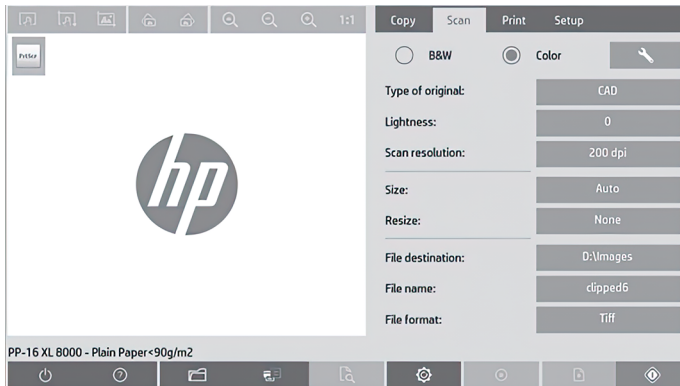 1:1
Copy Scan Print Setup
PrtScr
B&W Color
Type of original: CAD
Lightness: 0
Scan resolution: 200 dpi
Size: Auto
Resize: None
File destination: D:\Images
File name: clipped6
File format: Tiff
hp
PP-16 XL 8000 - Plain Paper<90g/m2